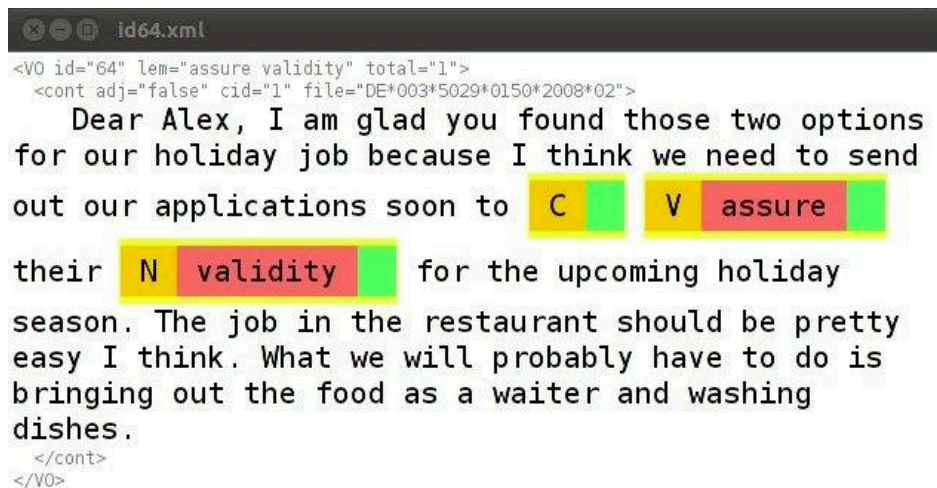 id64.xml
<VO id="64" lem="assure validity" total="1">
<cont adj="false" cid="1" file="DE*003*5029*0150*2008*02">
Dear Alex, I am glad you found those two options
for our holiday job because I think we need to send
out our applications soon to C V assure
their N validity for the upcoming holiday
season. The job in the restaurant should be pretty
easy I think. What we will probably have to do is
bringing out the food as a waiter and washing
dishes.
</cont>
</VO>